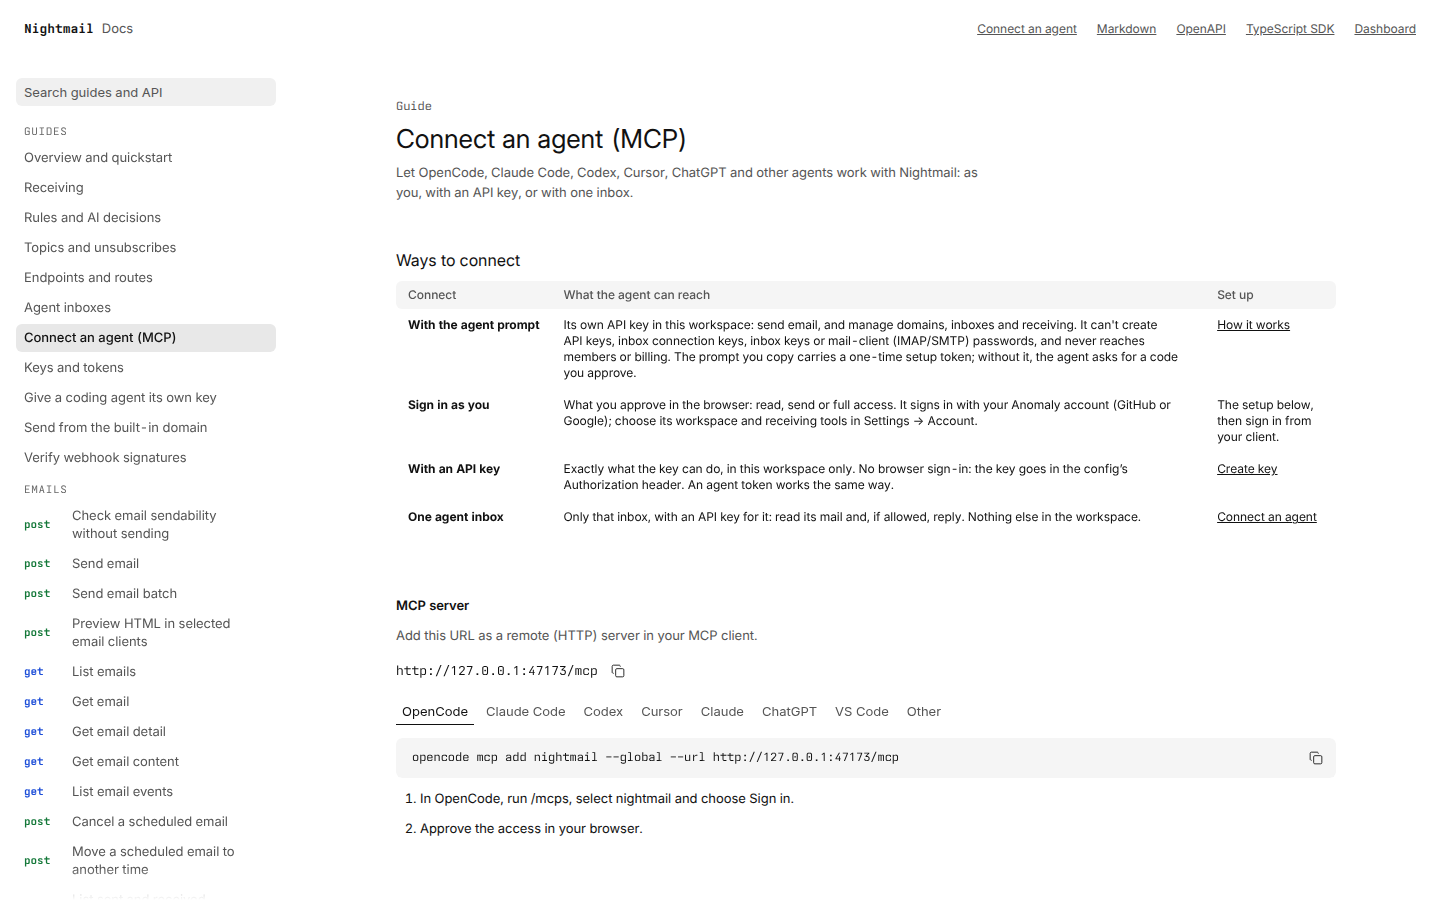 Nightmail Docs
Connect an agent
Markdown
OpenAPI
TypeScript SDK
Dashboard
Search guides and API
GUIDES
Overview and quickstart
Receiving
Rules and AI decisions
Topics and unsubscribes
Endpoints and routes
Agent inboxes
Connect an agent (MCP)
Keys and tokens
Give a coding agent its own key
Send from the built-in domain
Verify webhook signatures
EMAILS
post Check email sendability
without sending
post Send email
post Send email batch
post Preview HTML in selected
email clients
get List emails
get Get email
get Get email detail
get Get email content
get List email events
post Cancel a scheduled email
post Move a scheduled email to
another time
Guide
Connect an agent (MCP)
Let OpenCode, Claude Code, Codex, Cursor, ChatGPT and other agents work with Nightmail: as
you, with an API key, or with one inbox.
Ways to connect
Connect What the agent can reach Set up
With the agent prompt
Its own API key in this workspace: send email, and manage domains, inboxes and receiving. It can't create
API keys, inbox connection keys, inbox keys or mail-client (IMAP/SMTP) passwords, and never reaches
members or billing. The prompt you copy carries a one-time setup token; without it, the agent asks for a code
you approve.
How it works
Sign in as you
What you approve in the browser: read, send or full access. It signs in with your Anomaly account (GitHub or
Google); choose its workspace and receiving tools in Settings → Account.
The setup below,
then sign in from
your client.
With an API key
Exactly what the key can do, in this workspace only. No browser sign-in: the key goes in the config’s
Authorization header. An agent token works the same way.
Create key
One agent inbox
Only that inbox, with an API key for it: read its mail and, if allowed, reply. Nothing else in the workspace.
Connect an agent
MCP server
Add this URL as a remote (HTTP) server in your MCP client.
http://127.0.0.1:47173/mcp
OpenCode Claude Code Codex Cursor Claude ChatGPT VS Code Other
opencode mcp add nightmail --global --url http://127.0.0.1:47173/mcp
1. In OpenCode, run /mcps, select nightmail and choose Sign in.
2. Approve the access in your browser.